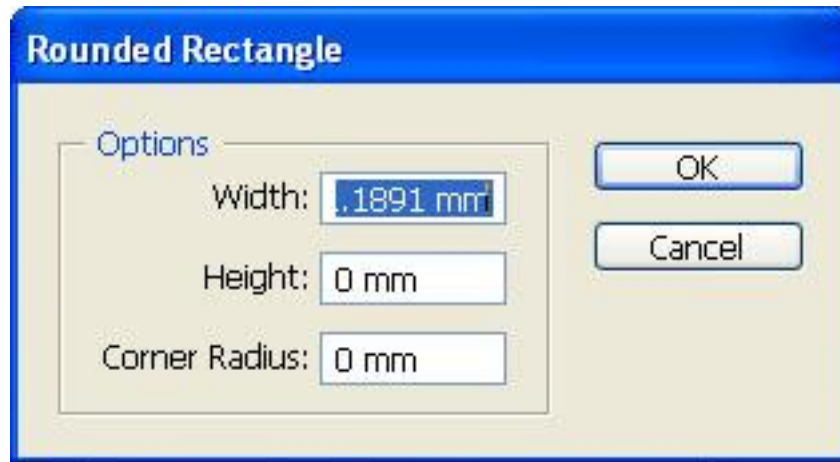 Rounded Rectangle
Options
Width: .1891 mm
Height: 0 mm
Corner Radius: 0 mm
OK
Cancel